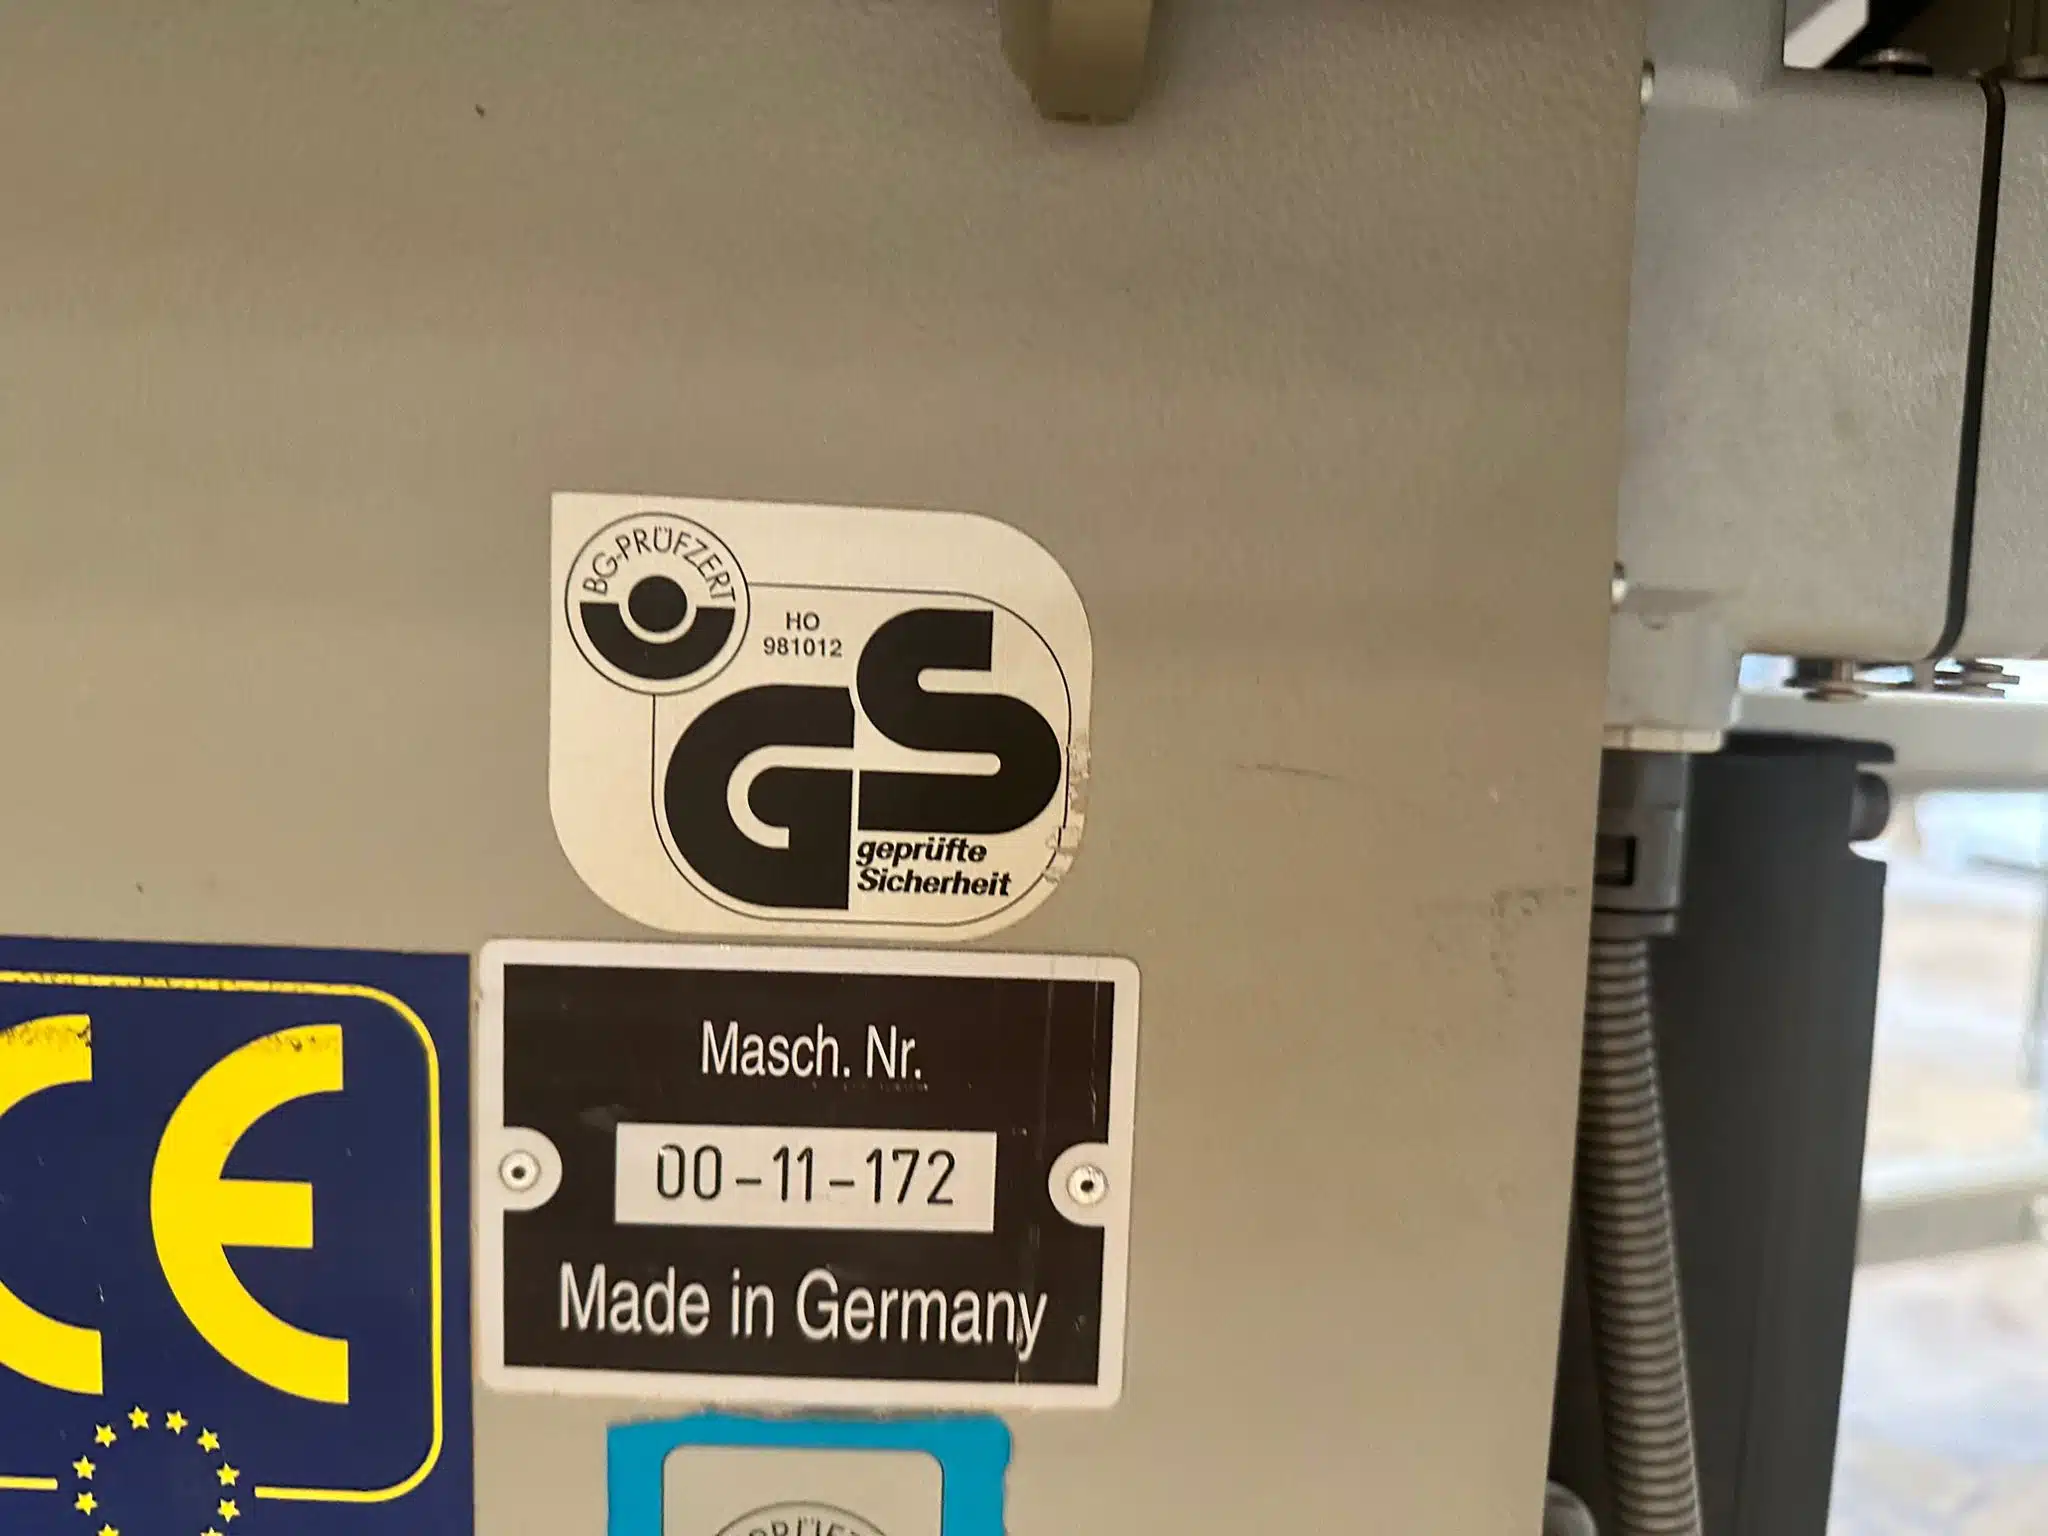 BG-PRÜFZERT
HO
981012
GS
geprüfte
Sicherheit
CE
Masch. Nr.
00-11-172
Made in Germany